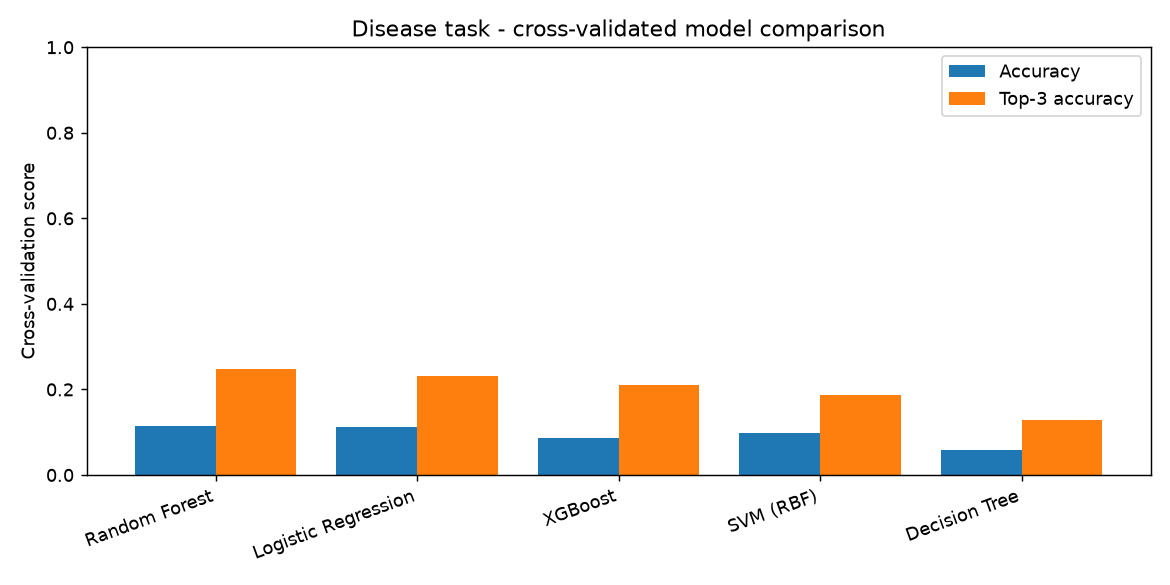 Disease task - cross-validated model comparison
Accuracy
Top-3 accuracy
Cross-validation score
1.0
0.8
0.6
0.4
0.2
0.0
Random Forest
Logistic Regression
XGBoost
SVM (RBF)
Decision Tree